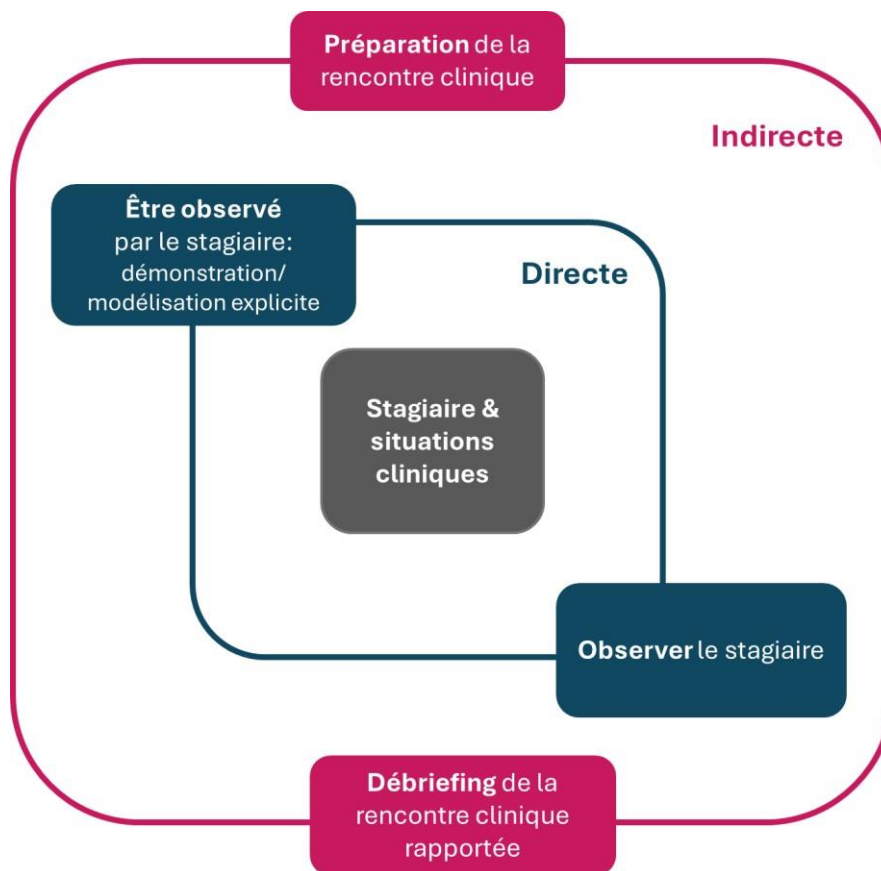 Préparation de la
rencontre clinique
Indirecte
Être observé
par le stagiaire:
démonstration/
modélisation explicite
Directe
Stagiaire &
situations
cliniques
Observer le stagiaire
Débriefing de la
rencontre clinique
rapportée